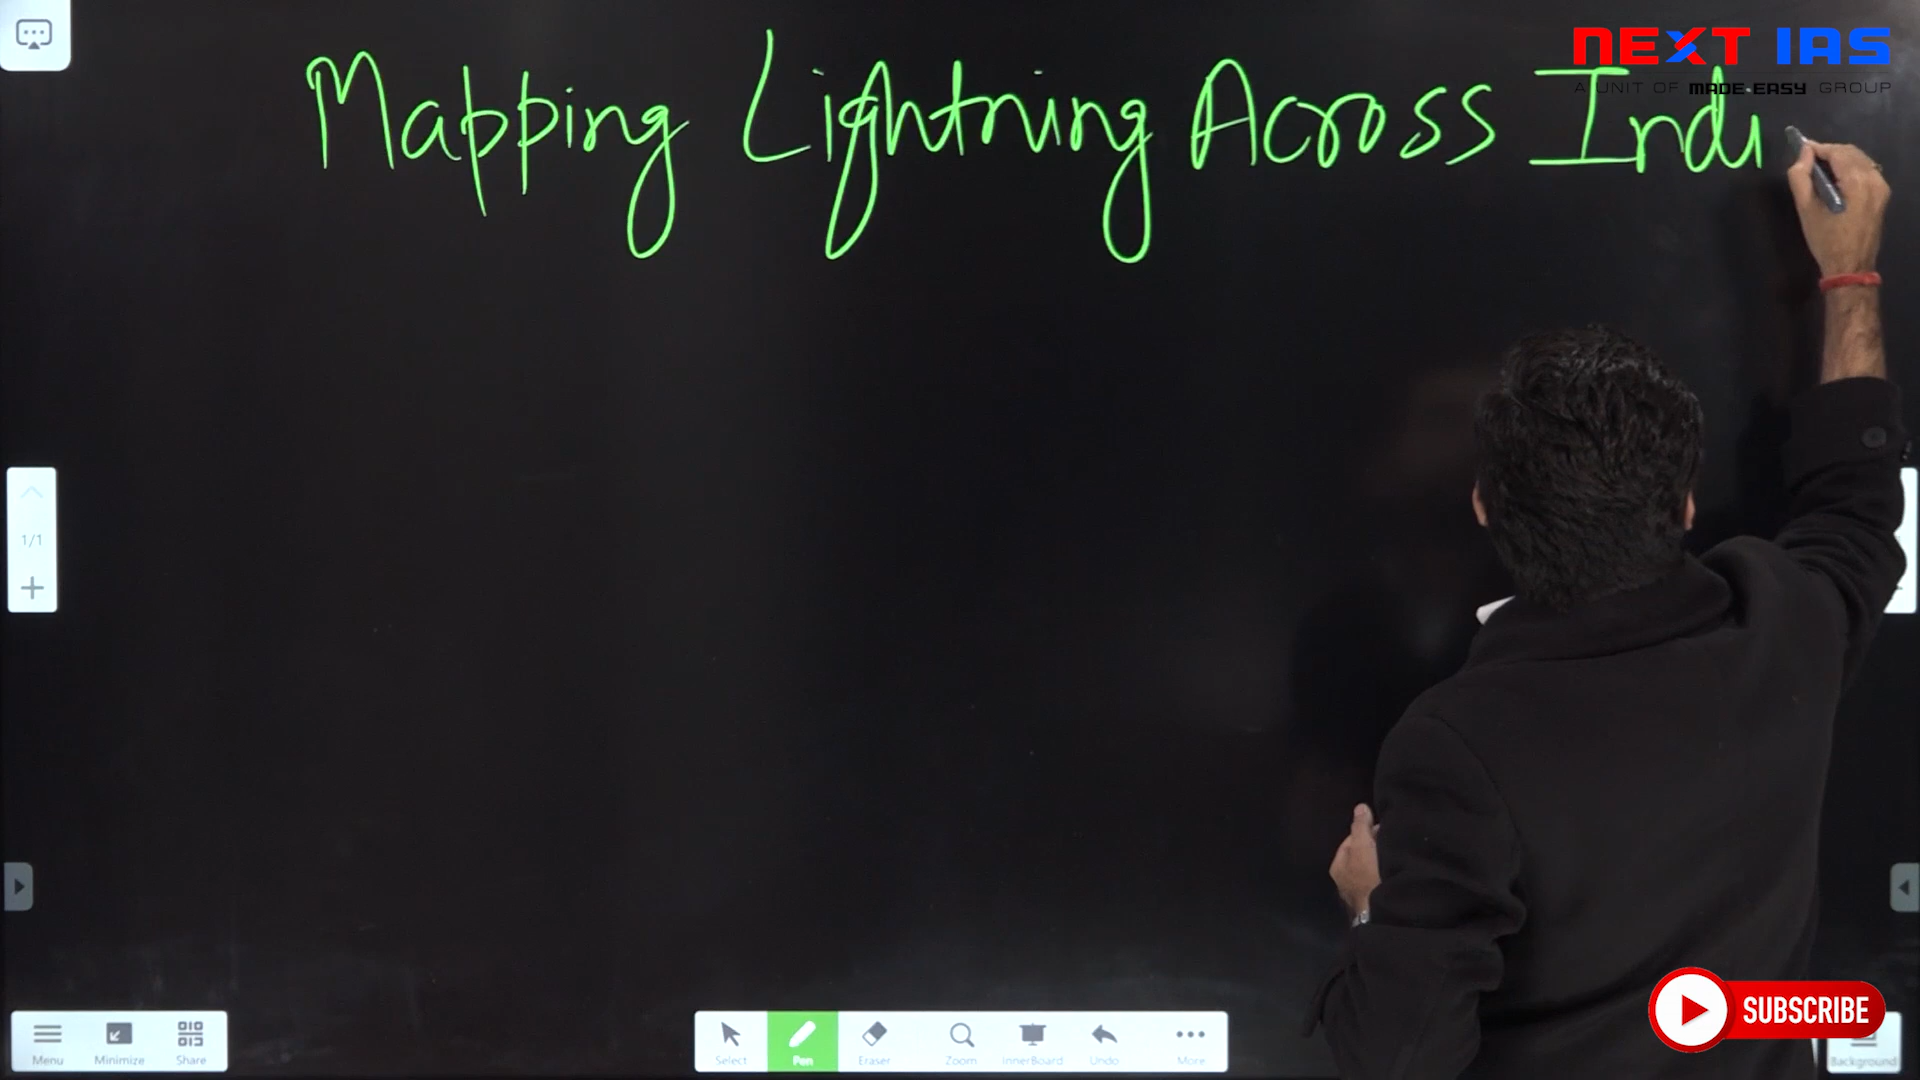 NEXT IAS
A UNIT OF MADE EASY GROUP
Mapping Lightning Across Indi
1/1
Menu Minimize Share
Select Pen Eraser Zoom InnerBoard Undo More
SUBSCRIBE
Background